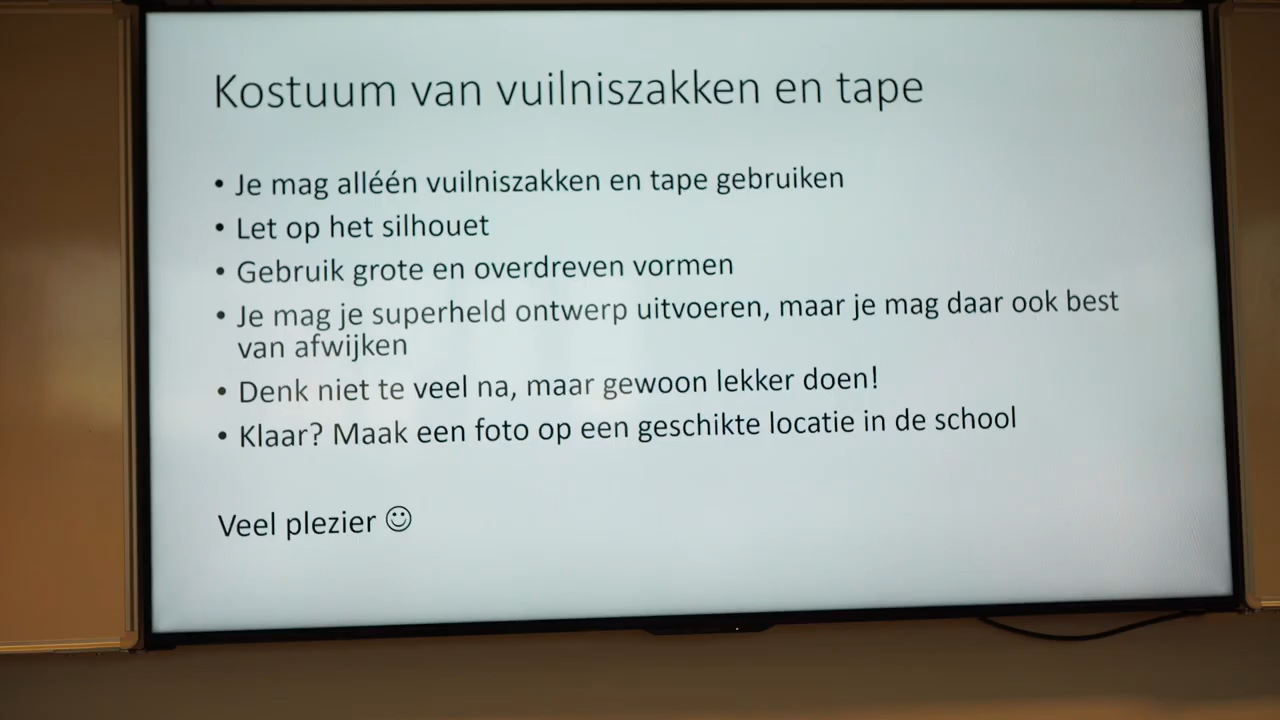 Kostuum van vuilniszakken en tape
• Je mag alléén vuilniszakken en tape gebruiken
• Let op het silhouet
• Gebruik grote en overdreven vormen
• Je mag je superheld ontwerp uitvoeren, maar je mag daar ook best
van afwijken
• Denk niet te veel na, maar gewoon lekker doen!
• Klaar? Maak een foto op een geschikte locatie in de school
Veel plezier ☺